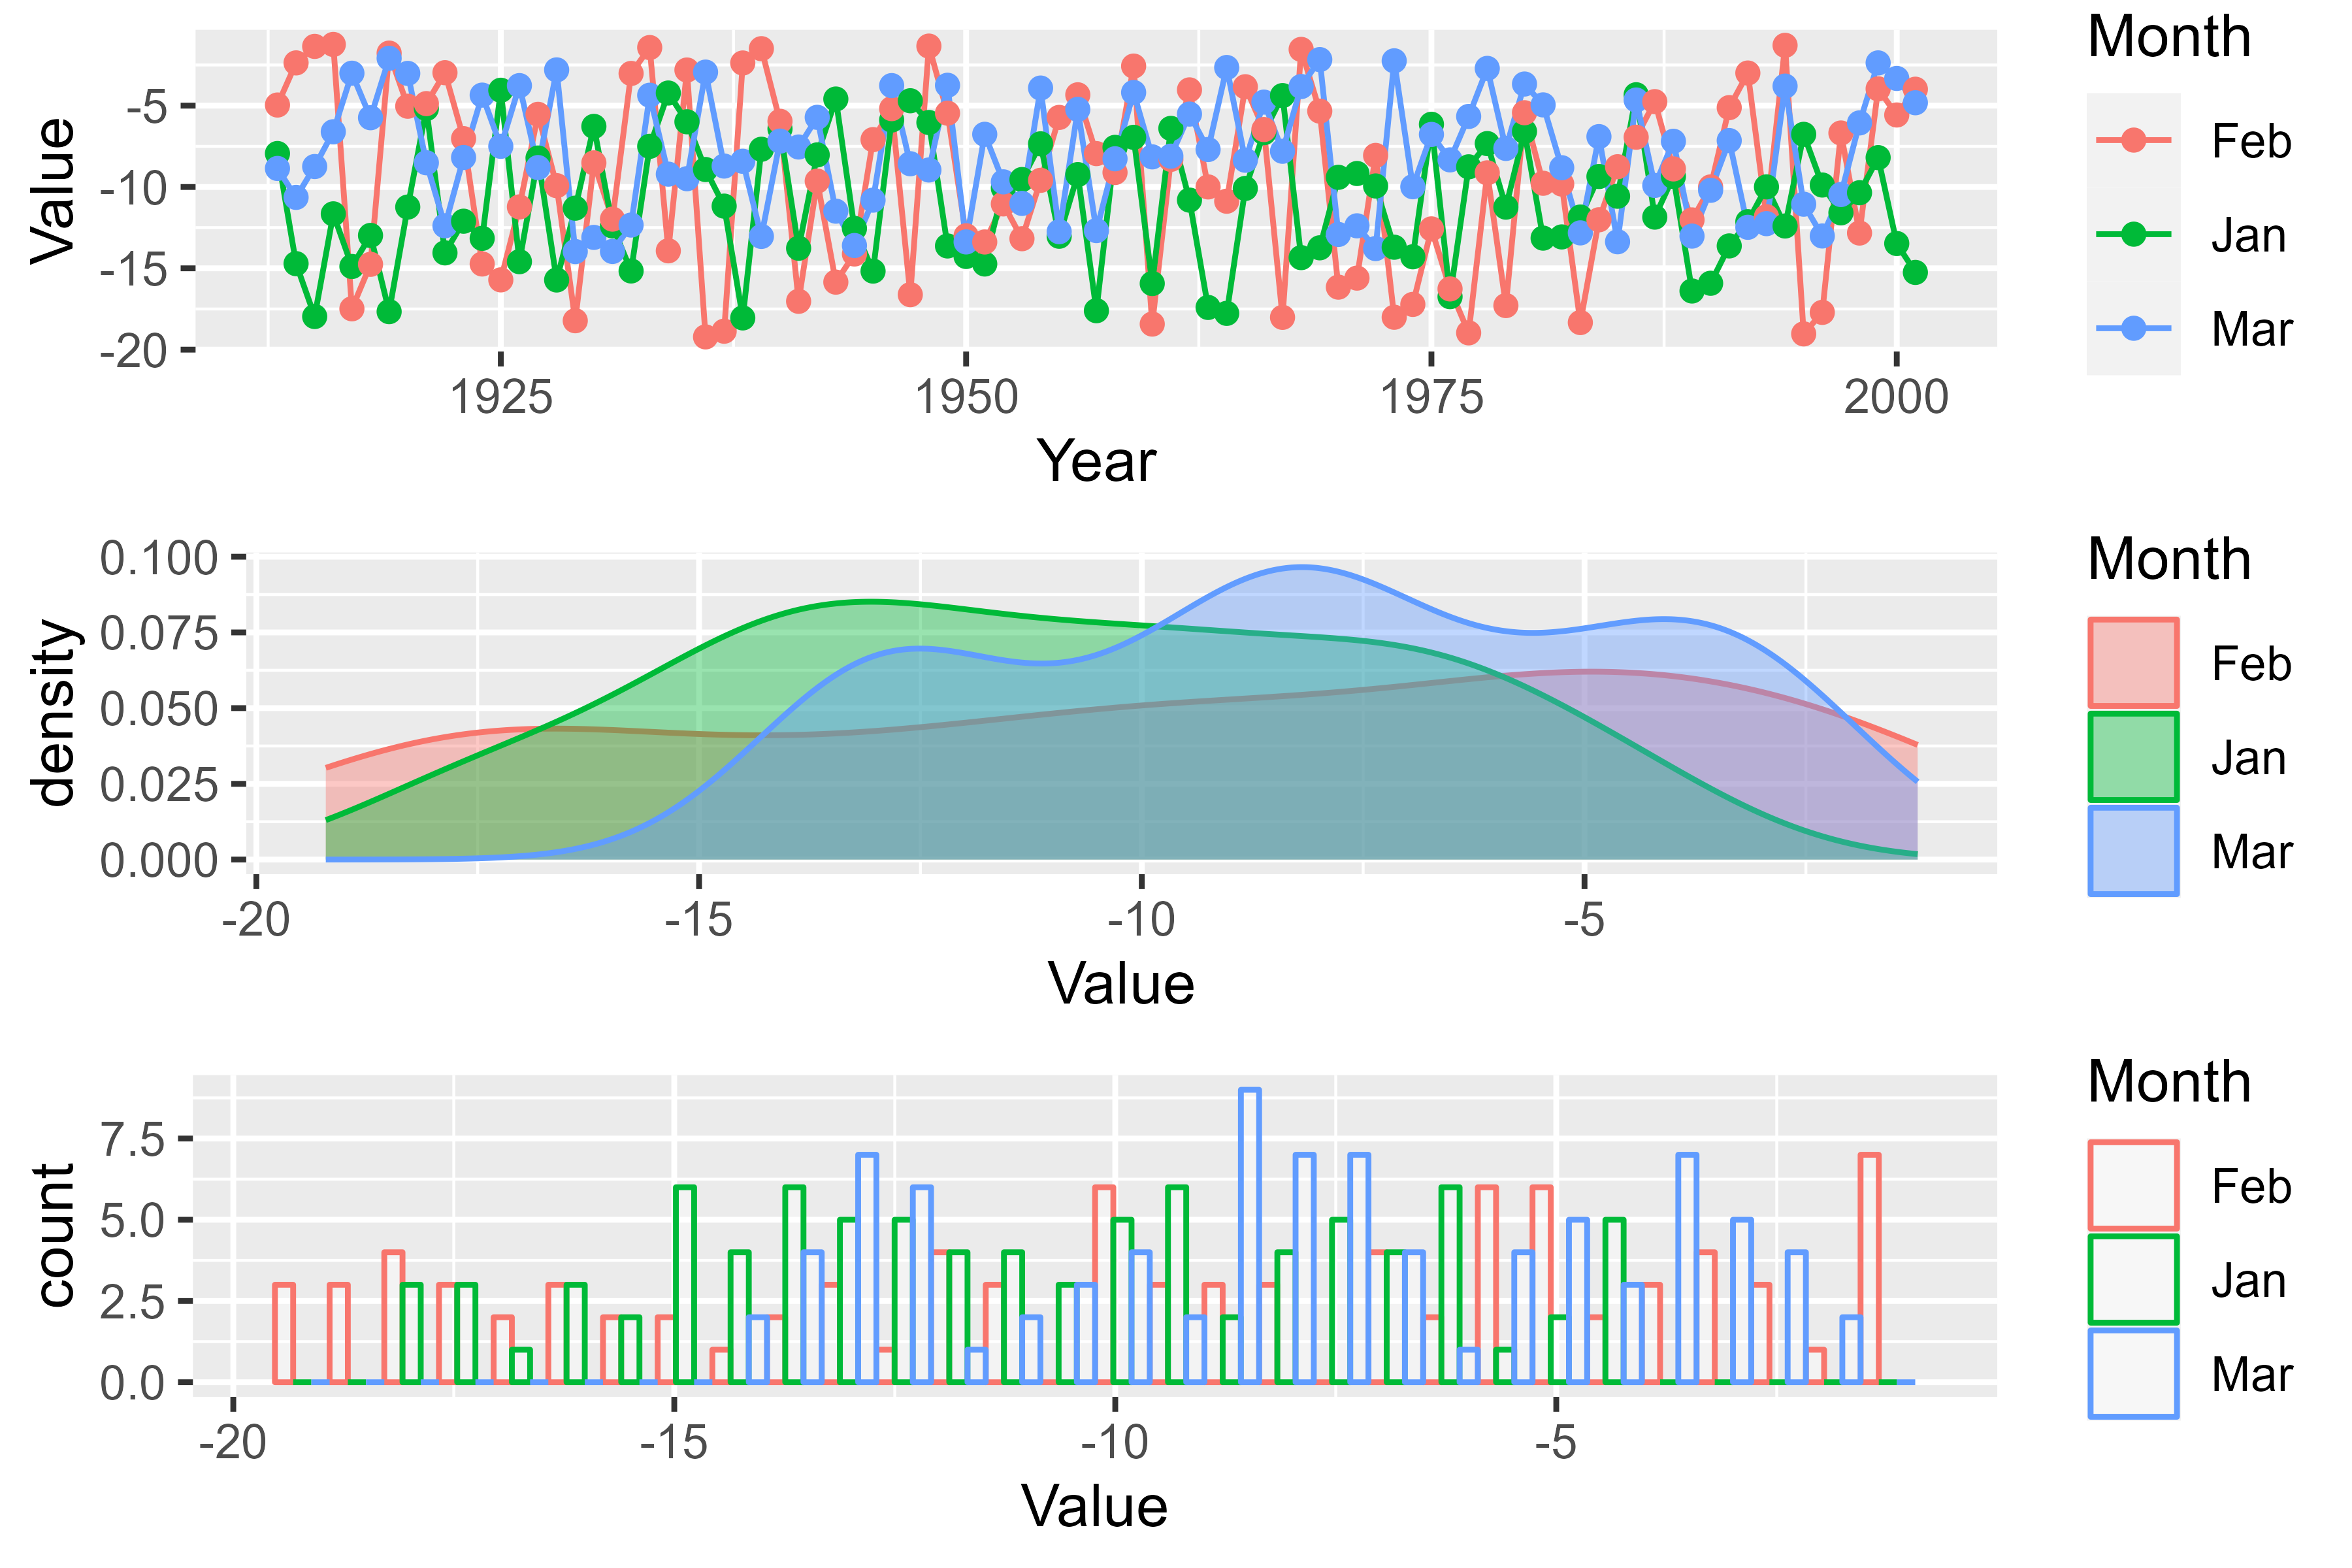 Month
Value
-5
-10
-15
-20
Feb
Jan
Mar
1925 1950 1975 2000
Year
Month
density
0.100
0.075
0.050
0.025
0.000
Feb
Jan
Mar
-20 -15 -10 -5
Value
Month
count
7.5
5.0
2.5
0.0
Feb
Jan
Mar
-20 -15 -10 -5
Value